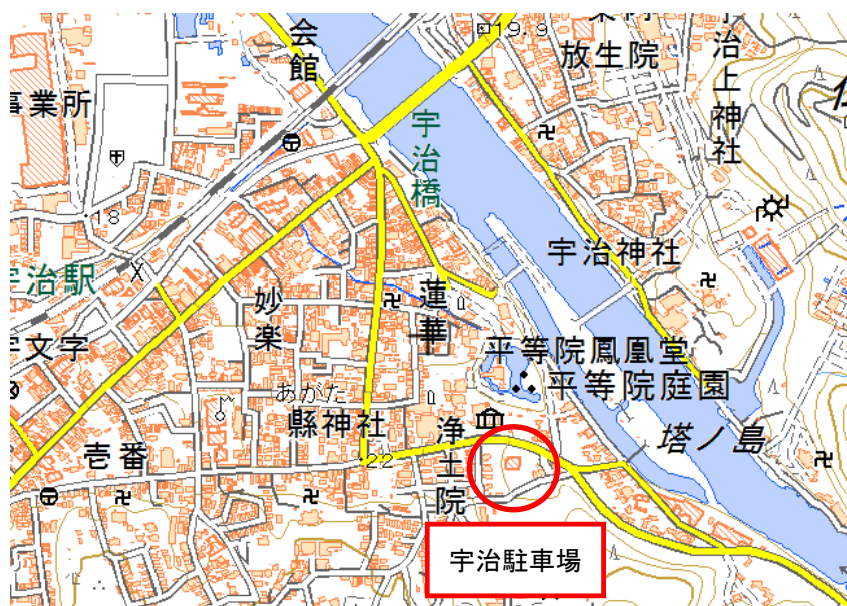 会館
19.9
放生院
宇治上神社
事業所
宇治橋
18
宇治神社
宇治駅
妙楽
蓮華
平等院鳳凰堂
平等院庭園
あがた
縣神社
塔ノ島
壱番
22
浄土院
宇治駐車場